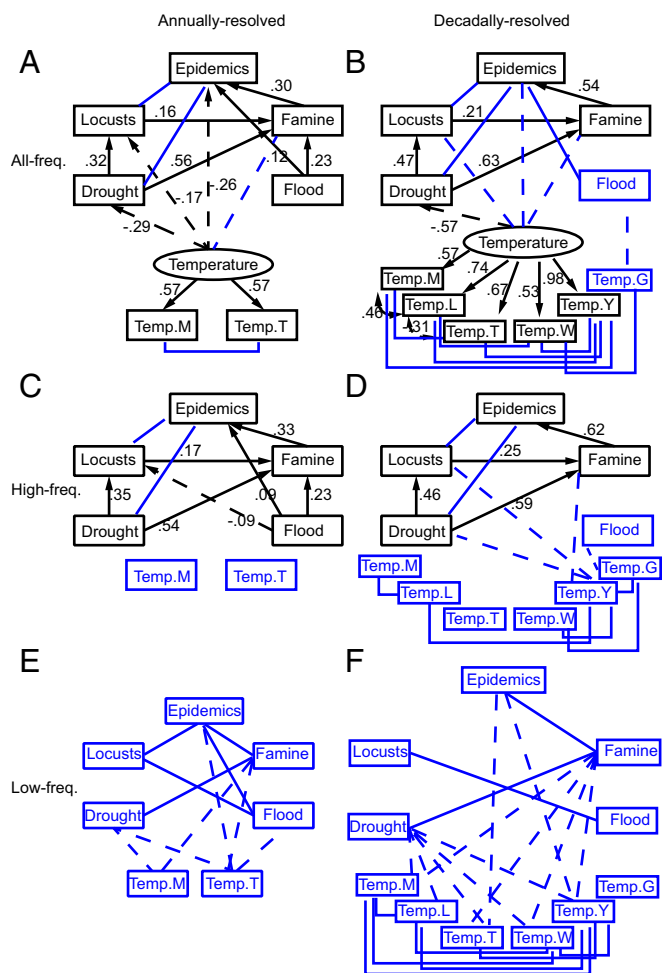 Annually-resolved
Decadally-resolved
A
Epidemics
.30
Locusts
.16
Famine
All-freq.
.32
.56
.12
.23
Drought
-.17
.26
Flood
-.29
Temperature
.57
.57
Temp.M
Temp.T
B
Epidemics
.54
Locusts
.21
Famine
.47
.63
Drought
Flood
-.57
Temperature
.57
Temp.M
.74
.67
.53
.98
Temp.G
Temp.L
Temp.Y
.46
-.31
Temp.T
Temp.W
C
Epidemics
.33
Locusts
.17
Famine
High-freq.
.35
.09
.23
Drought
.54
-.09
Flood
Temp.M
Temp.T
D
Epidemics
.62
Locusts
.25
Famine
.46
.59
Drought
Flood
Temp.M
Temp.G
Temp.L
Temp.Y
Temp.T
Temp.W
E
Epidemics
Locusts
Famine
Low-freq.
Drought
Flood
Temp.M
Temp.T
F
Epidemics
Locusts
Famine
Drought
Flood
Temp.M
Temp.G
Temp.L
Temp.Y
Temp.T
Temp.W